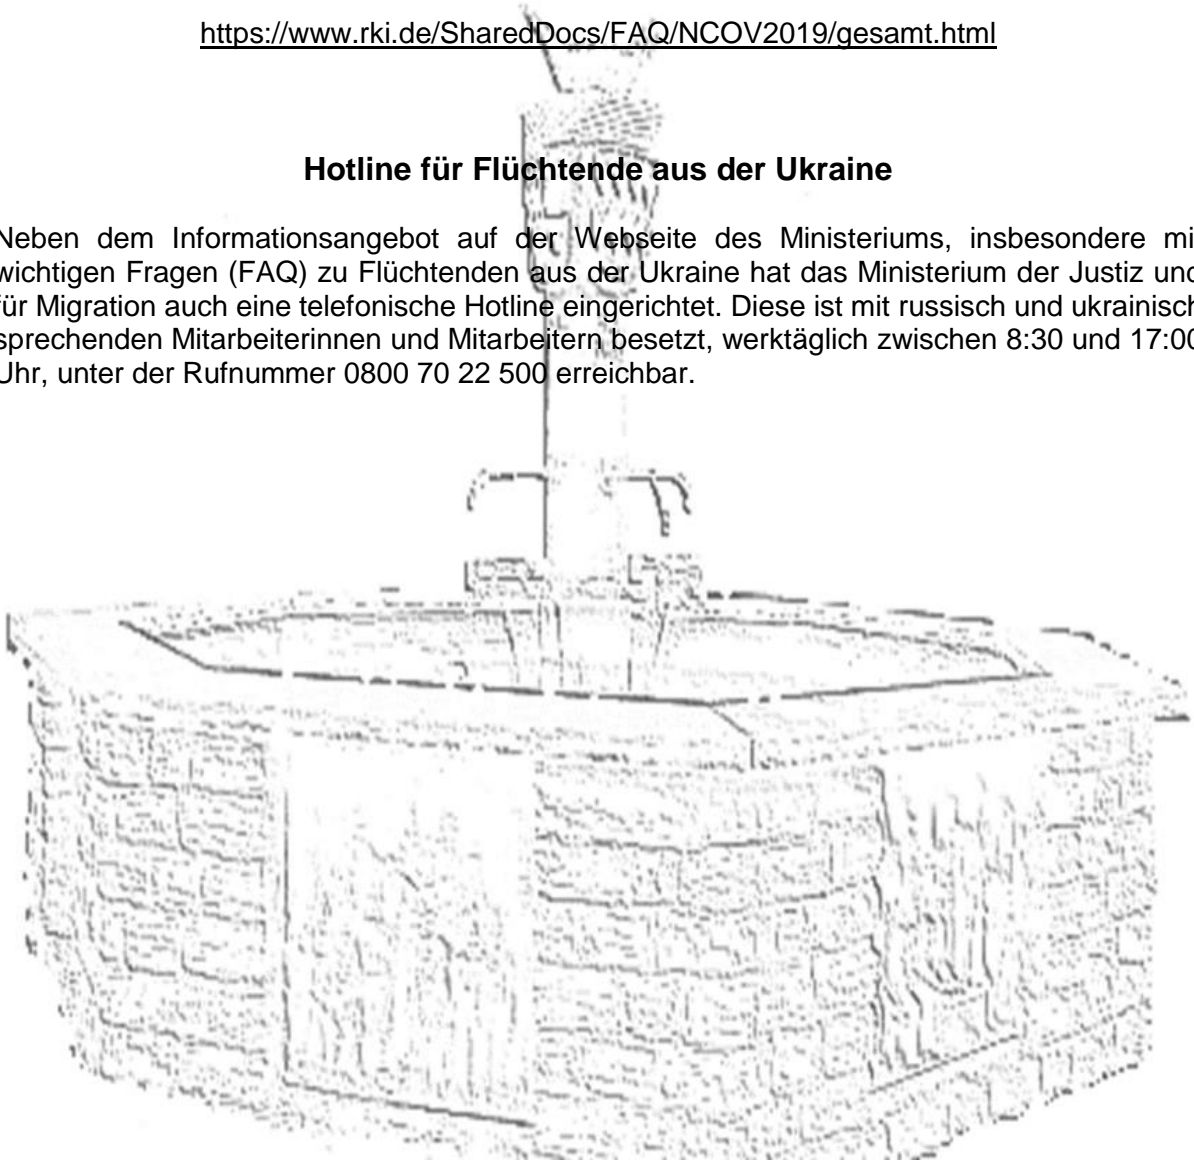 https://www.rki.de/SharedDocs/FAQ/NCOV2019/gesamt.html
Hotline für Flüchtende aus der Ukraine
Neben dem Informationsangebot auf der Webseite des Ministeriums, insbesondere mi
wichtigen Fragen (FAQ) zu Flüchtenden aus der Ukraine hat das Ministerium der Justiz und
für Migration auch eine telefonische Hotline eingerichtet. Diese ist mit russisch und ukrainisch
sprechenden Mitarbeiterinnen und Mitarbeitern besetzt, werktäglich zwischen 8:30 und 17:00
Uhr, unter der Rufnummer 0800 70 22 500 erreichbar.